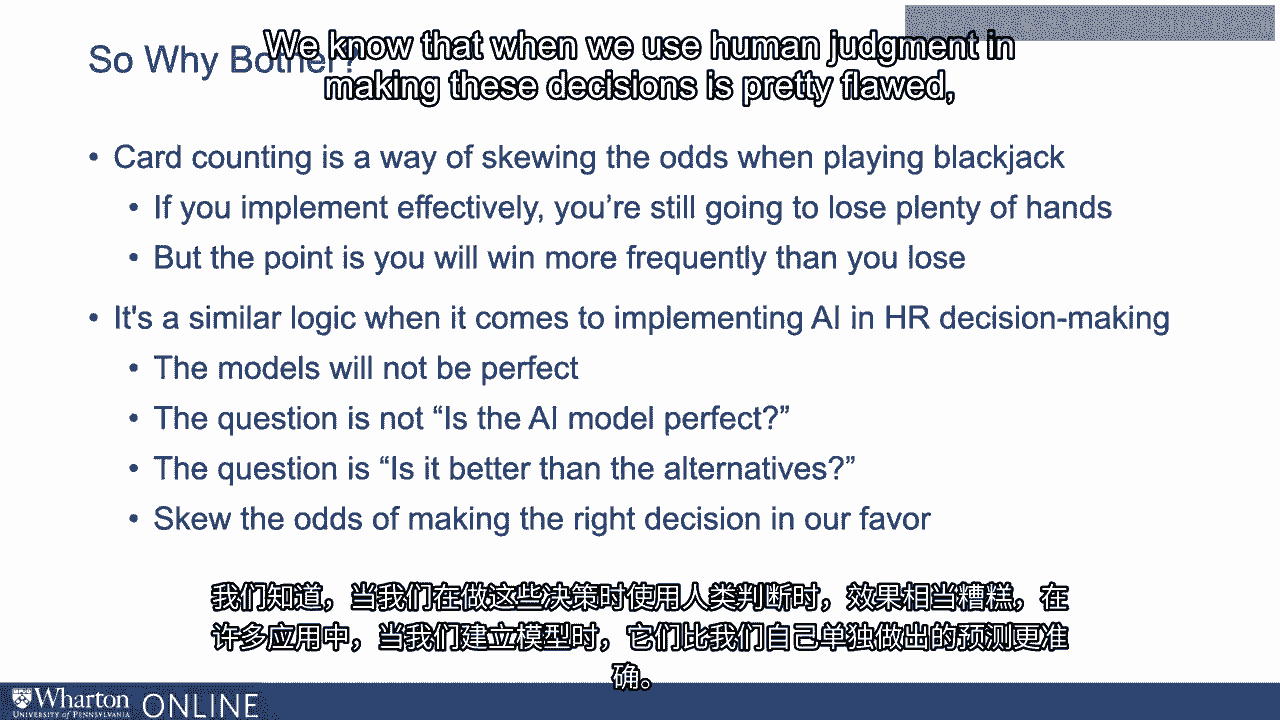 So Why Bother?
We know that when we use human judgment in
making these decisions is pretty flawed,
• Card counting is a way of skewing the odds when playing blackjack
• If you implement effectively, you're still going to lose plenty of hands
• But the point is you will win more frequently than you lose
• It's a similar logic when it comes to implementing AI in HR decision-making
• The models will not be perfect
• The question is not “Is the AI model perfect?”
• The question is “Is it better than the alternatives?”
• Skew the odds of making the right decision in our favor
我们知道，当我们在做这些决策时使用人类判断时，效果相当糟糕，在
许多应用中，当我们建立模型时，它们比我们自己单独做出的预测更准
确。
Wharton ONLINE
UNIVERSITY of PENNSYLVANIA